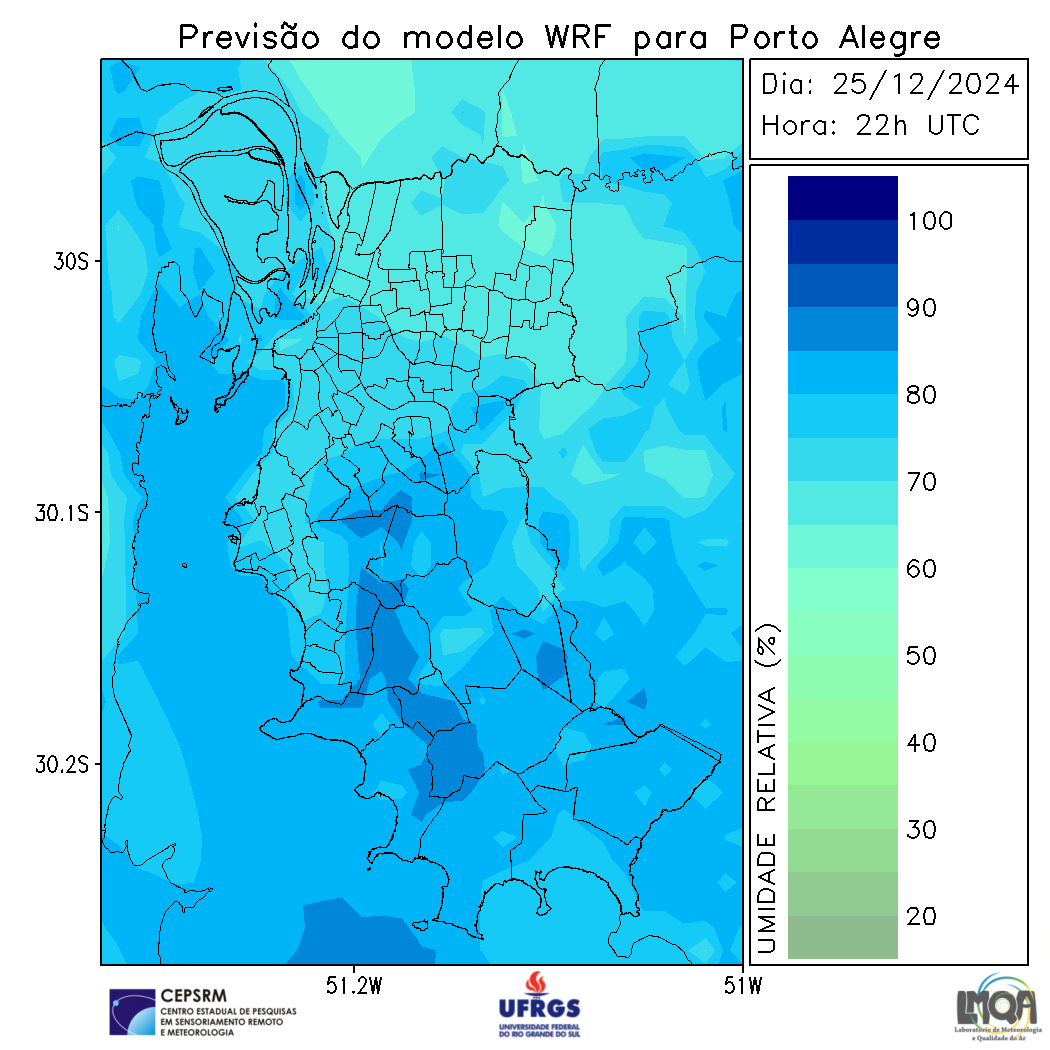 Previsão do modelo WRF para Porto Alegre
Dia: 25/12/2024
Hora: 22h UTC
30S
30.1S
30.2S
51.2W
51W
100
90
80
70
60
50
40
30
20
UMIDADE RELATIVA (%)
CEPSRM
CENTRO ESTADUAL DE PESQUISAS
EM SENSORIAMENTO REMOTO
E METEOROLOGIA
UFRGS
UNIVERSIDADE FEDERAL
DO RIO GRANDE DO SUL
LMQA
Laboratório de Meteorologia
e Qualidade do Ar